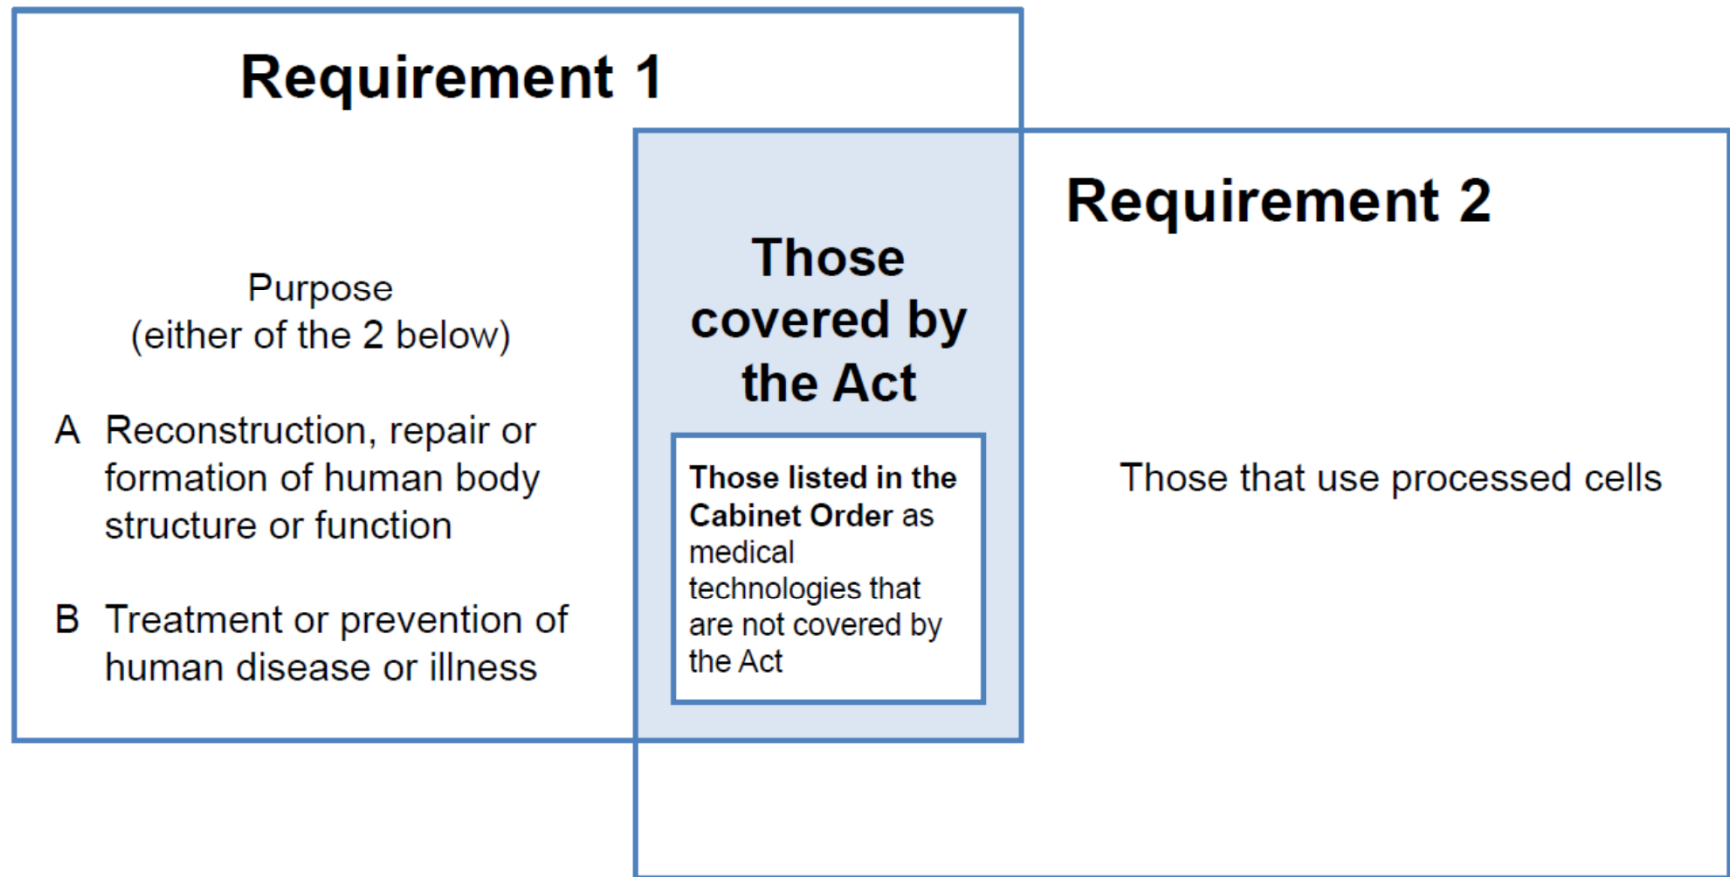 Requirement 1
Purpose
(either of the 2 below)
A Reconstruction, repair or
formation of human body
structure or function
B Treatment or prevention of
human disease or illness
Those
covered by
the Act
Those listed in the
Cabinet Order as
medical
technologies that
are not covered by
the Act
Requirement 2
Those that use processed cells